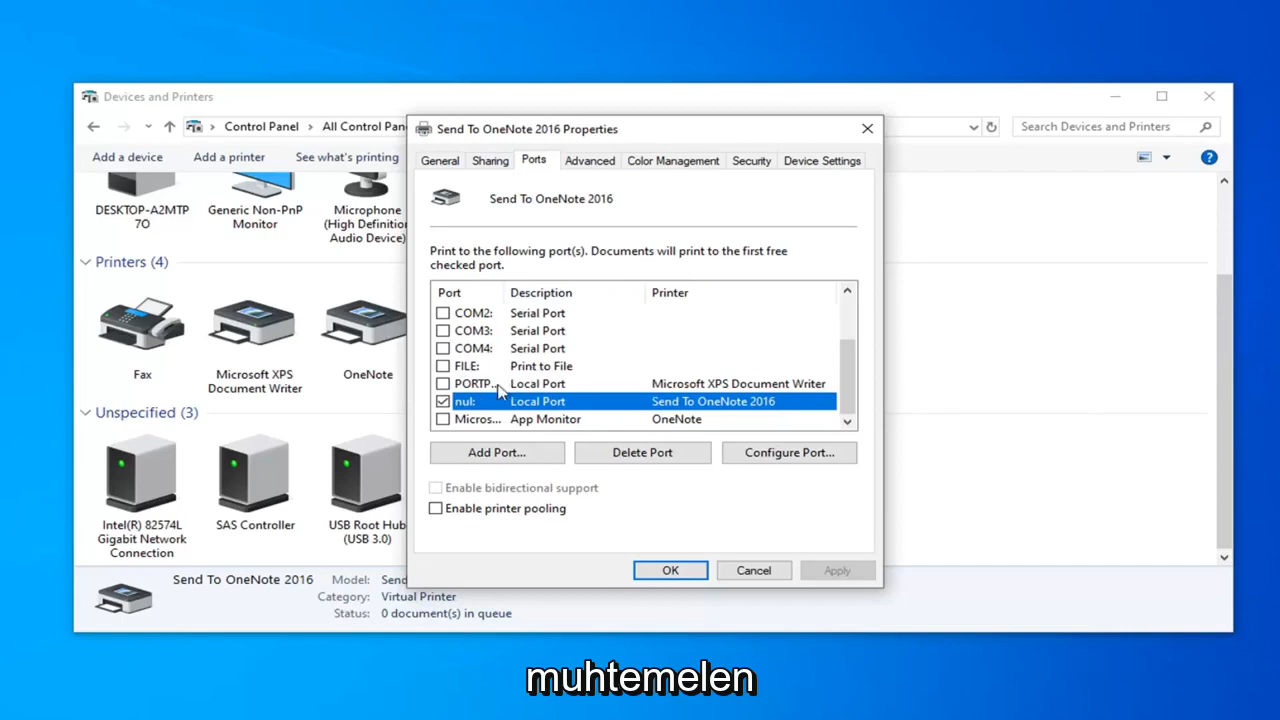 Devices and Printers
Control Panel > All Control Pan
Search Devices and Printers
Add a device
Add a printer
See what's printing
DESKTOP-A2MTP
7O
Generic Non-PnP
Monitor
Microphone
(High Definition
Audio Device)
Printers (4)
Fax
Microsoft XPS
Document Writer
OneNote
Unspecified (3)
Intel(R) 82574L
Gigabit Network
Connection
SAS Controller
USB Root Hub
(USB 3.0)
Send To OneNote 2016
Model: Send
Category: Virtual Printer
Status: 0 document(s) in queue
Send To OneNote 2016 Properties
General
Sharing
Ports
Advanced
Color Management
Security
Device Settings
Send To OneNote 2016
Print to the following port(s). Documents will print to the first free
checked port.
Port Description Printer
COM2: Serial Port
COM3: Serial Port
COM4: Serial Port
FILE: Print to File
PORTP... Local Port Microsoft XPS Document Writer
nul: Local Port Send To OneNote 2016
Micros... App Monitor OneNote
Add Port...
Delete Port
Configure Port...
Enable bidirectional support
Enable printer pooling
OK
Cancel
Apply
muhtemelen